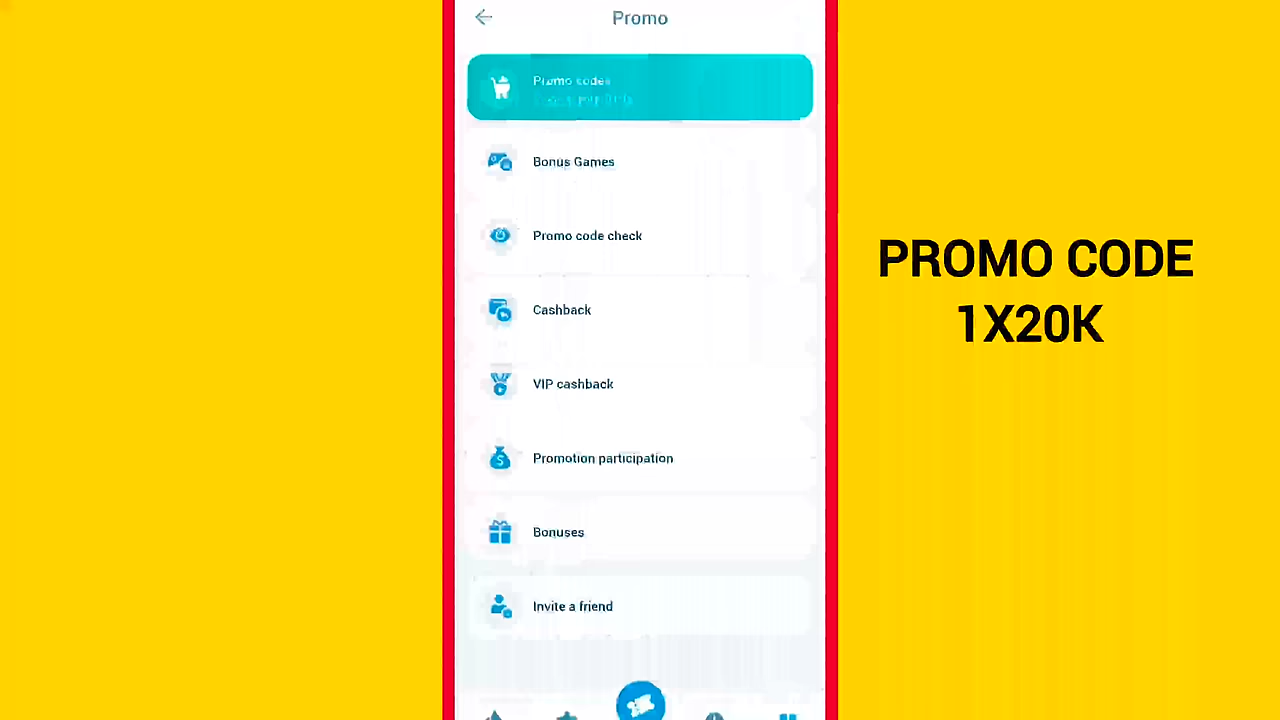 Promo
Promo codes
Bonus Games
Promo code check
Cashback
VIP cashback
Promotion participation
Bonuses
Invite a friend
PROMO CODE
1X20K